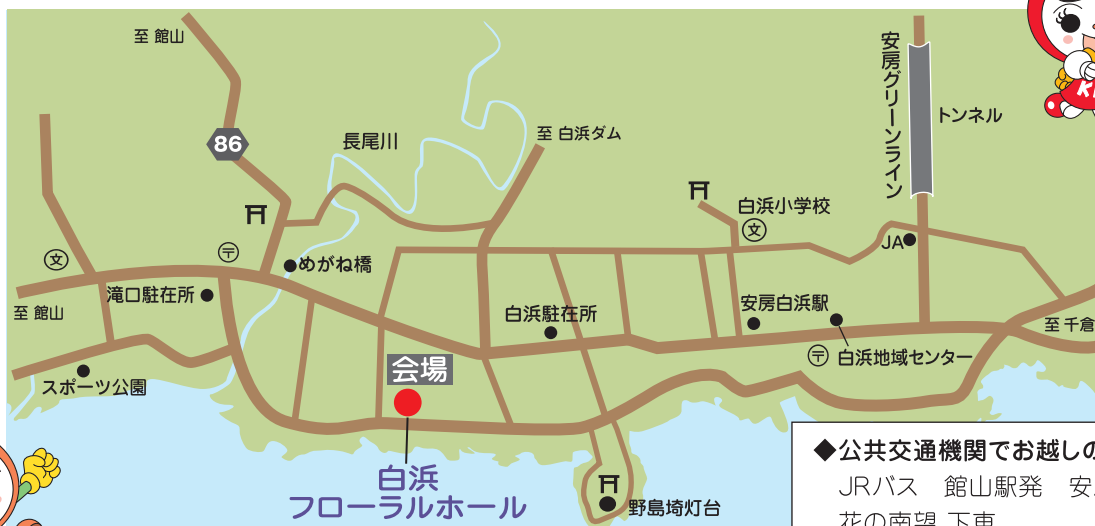 至 館山
86
長尾川
至 白浜ダム
安房グリーンライン
トンネル
白浜小学校
文
JA
文
〒
めがね橋
滝口駐在所
至 館山
白浜駐在所
安房白浜駅
至 千倉
〒 白浜地域センター
スポーツ公園
会場
白浜
フローラルホール
野島埼灯台
◆公共交通機関でお越しの
JRバス 館山駅発
花の南望 下車